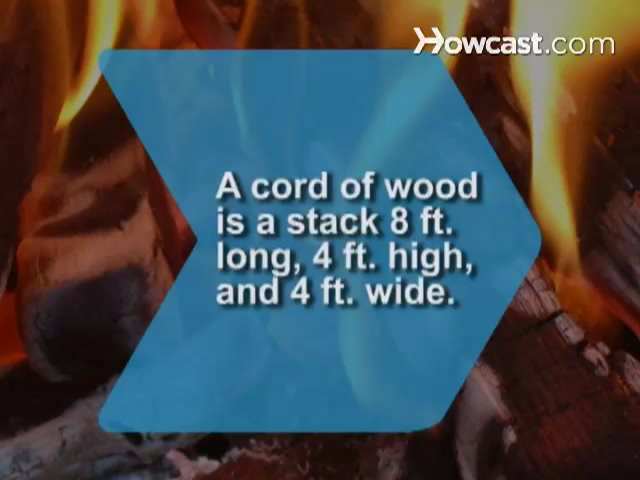 Howcast.com
A cord of wood
is a stack 8 ft.
long, 4 ft. high,
and 4 ft. wide.